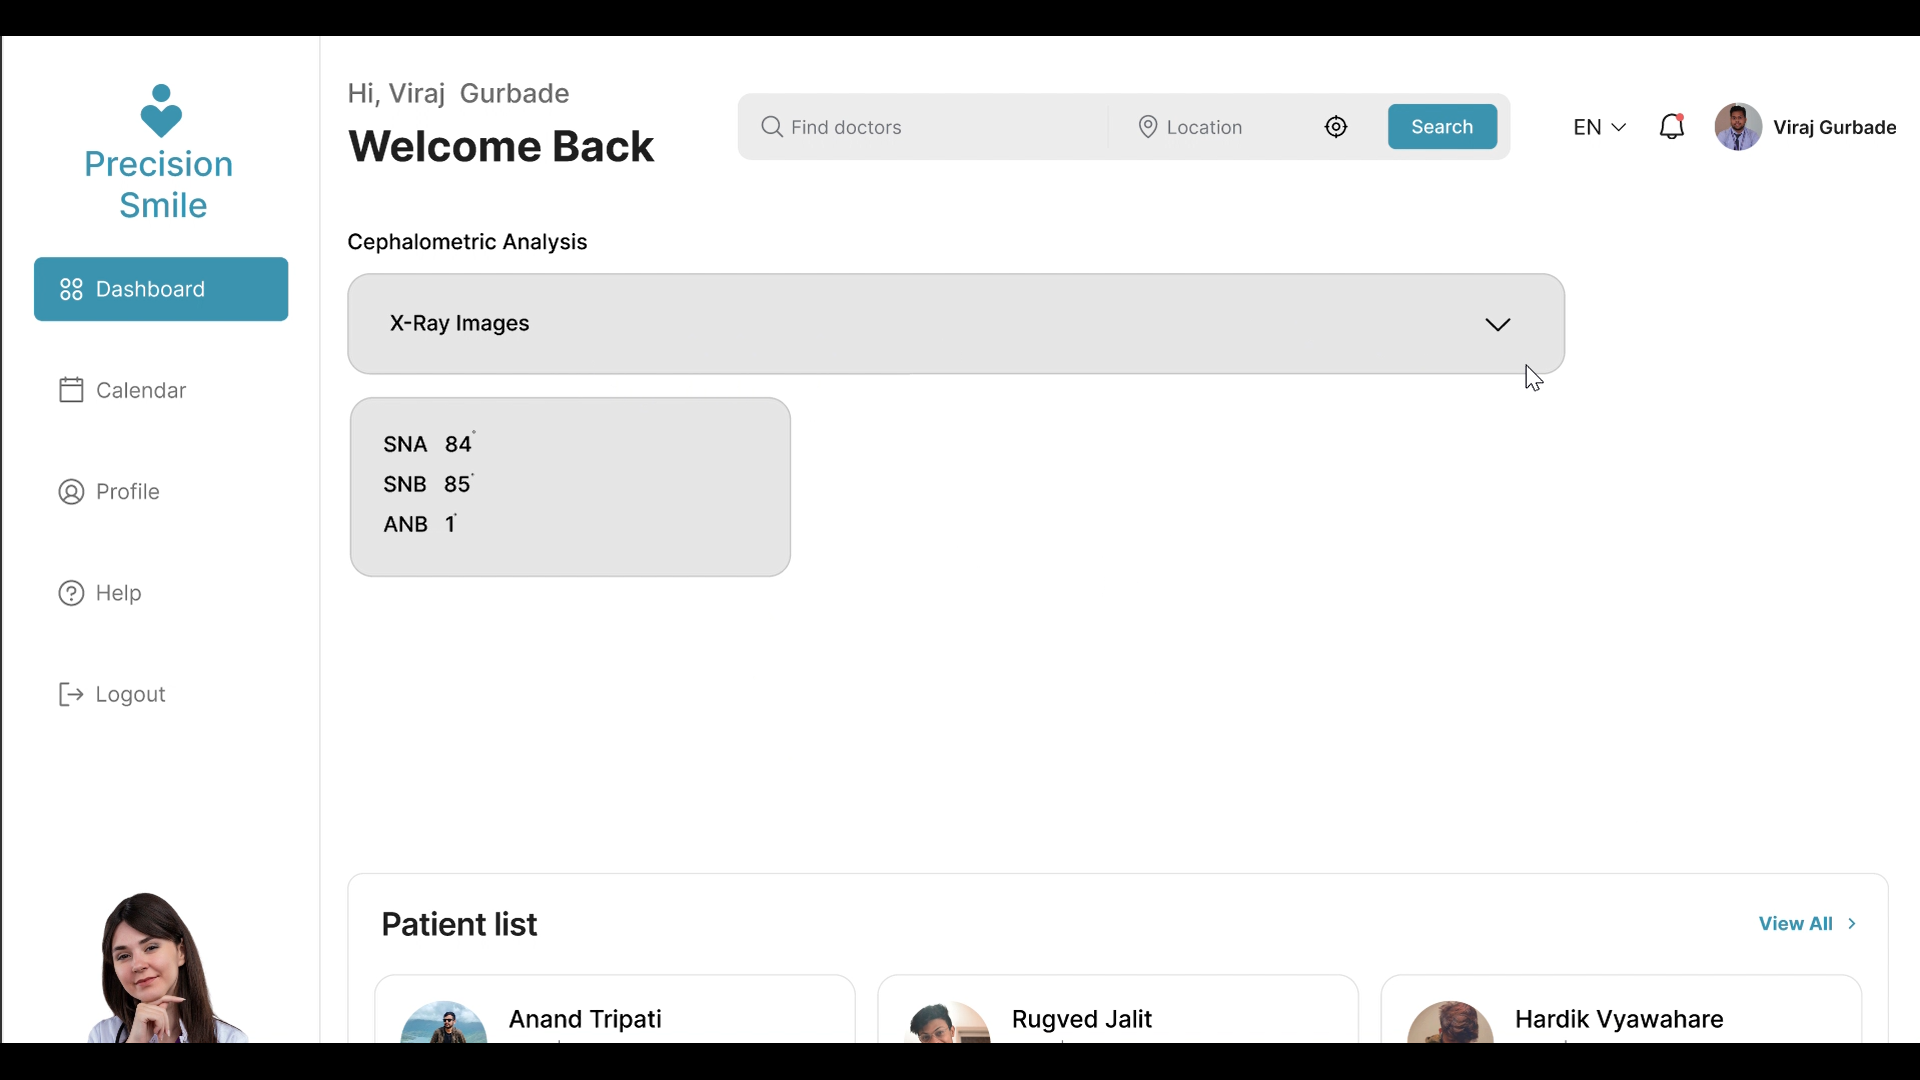 Precision
Smile
Dashboard
Calendar
Profile
Help
Logout
Hi, Viraj Gurbade
Welcome Back
Find doctors
Location
Search
EN
Viraj Gurbade
Cephalometric Analysis
X-Ray Images
SNA 84°
SNB 85°
ANB 1°
Patient list
View All
Anand Tripati
Rugved Jalit
Hardik Vyawahare